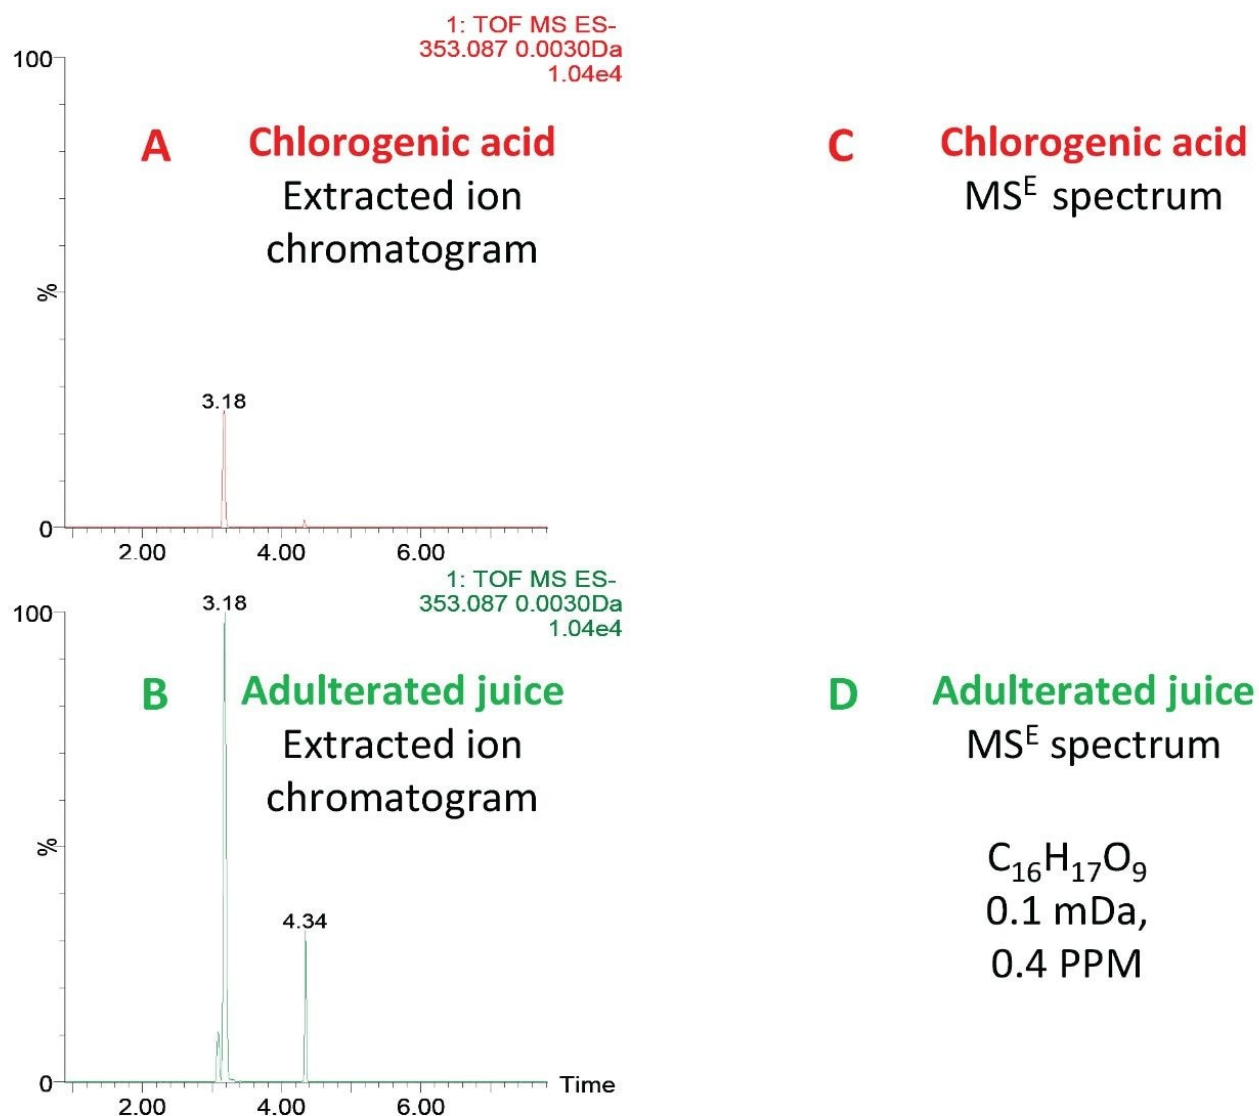 1: TOF MS ES-
353.087 0.0030Da
1.04e4
100
A
Chlorogenic acid
Extracted ion
chromatogram
%
3.18
0
2.00 4.00 6.00
C
Chlorogenic acid
MS^E spectrum
1: TOF MS ES-
353.087 0.0030Da
1.04e4
100
3.18
B
Adulterated juice
Extracted ion
chromatogram
%
4.34
0
2.00 4.00 6.00
Time
D
Adulterated juice
MS^E spectrum
C₁₆H₁₇O₉
0.1 mDa,
0.4 PPM